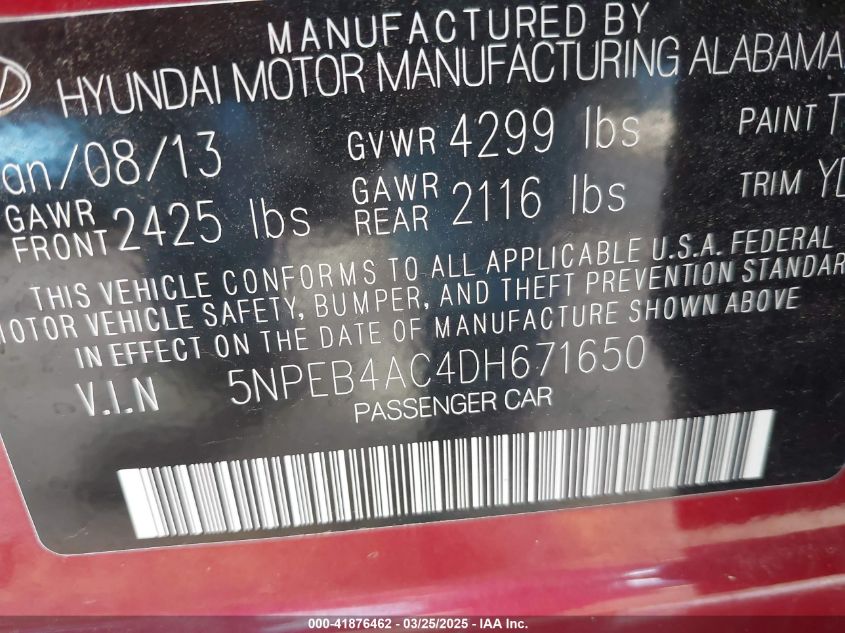 MANUFACTURED BY
HYUNDAI MOTOR MANUFACTURING ALABAMA
an/08/13 GVWR 4299 lbs PAINT
GAWR FRONT 2425 lbs GAWR REAR 2116 lbs TRIM
THIS VEHICLE CONFORMS TO ALL APPLICABLE U.S.A. FEDERAL
MOTOR VEHICLE SAFETY, BUMPER, AND THEFT PREVENTION STANDAR
IN EFFECT ON THE DATE OF MANUFACTURE SHOWN ABOVE
V.I.N 5NPEB4AC4DH671650
PASSENGER CAR
000-41876462 - 03/25/2025 - IAA Inc.